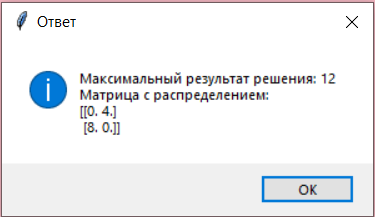 Ответ
Максимальный результат решения: 12
Матрица с распределением:
[[0. 4.]
[8. 0.]]
OK